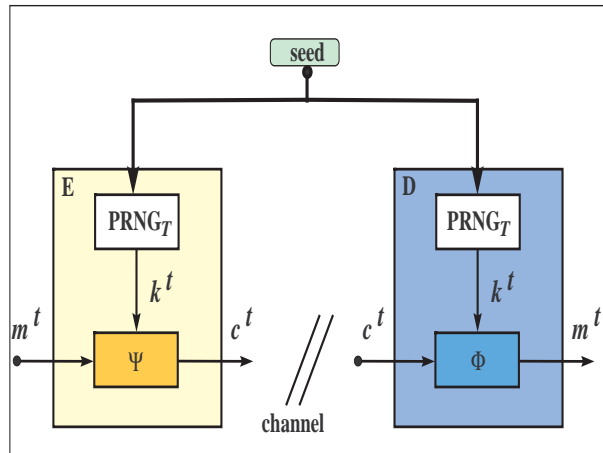 seed
E
D
PRNG_T
PRNG_T
k^t
k^t
m^t
Ψ
c^t
c^t
Φ
m^t
channel